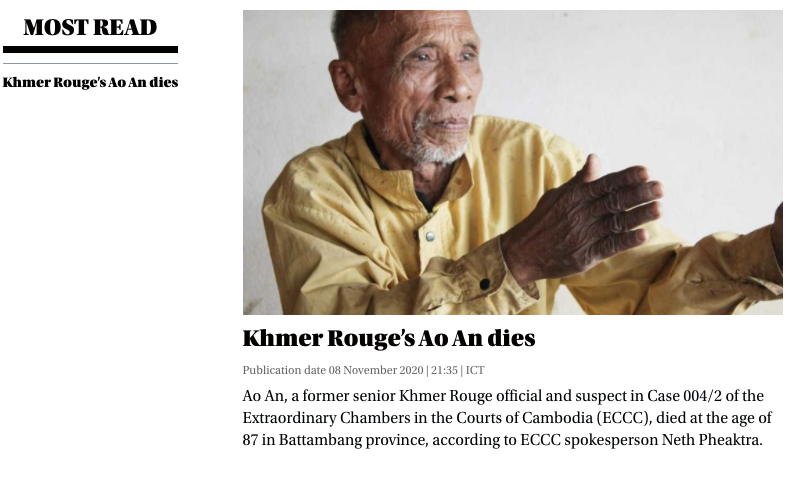 MOST READ
Khmer Rouge's Ao An dies
Khmer Rouge's Ao An dies
Publication date 08 November 2020 | 21:35 | ICT
Ao An, a former senior Khmer Rouge official and suspect in Case 004/2 of the
Extraordinary Chambers in the Courts of Cambodia (ECCC), died at the age of
87 in Battambang province, according to ECCC spokesperson Neth Pheaktra.